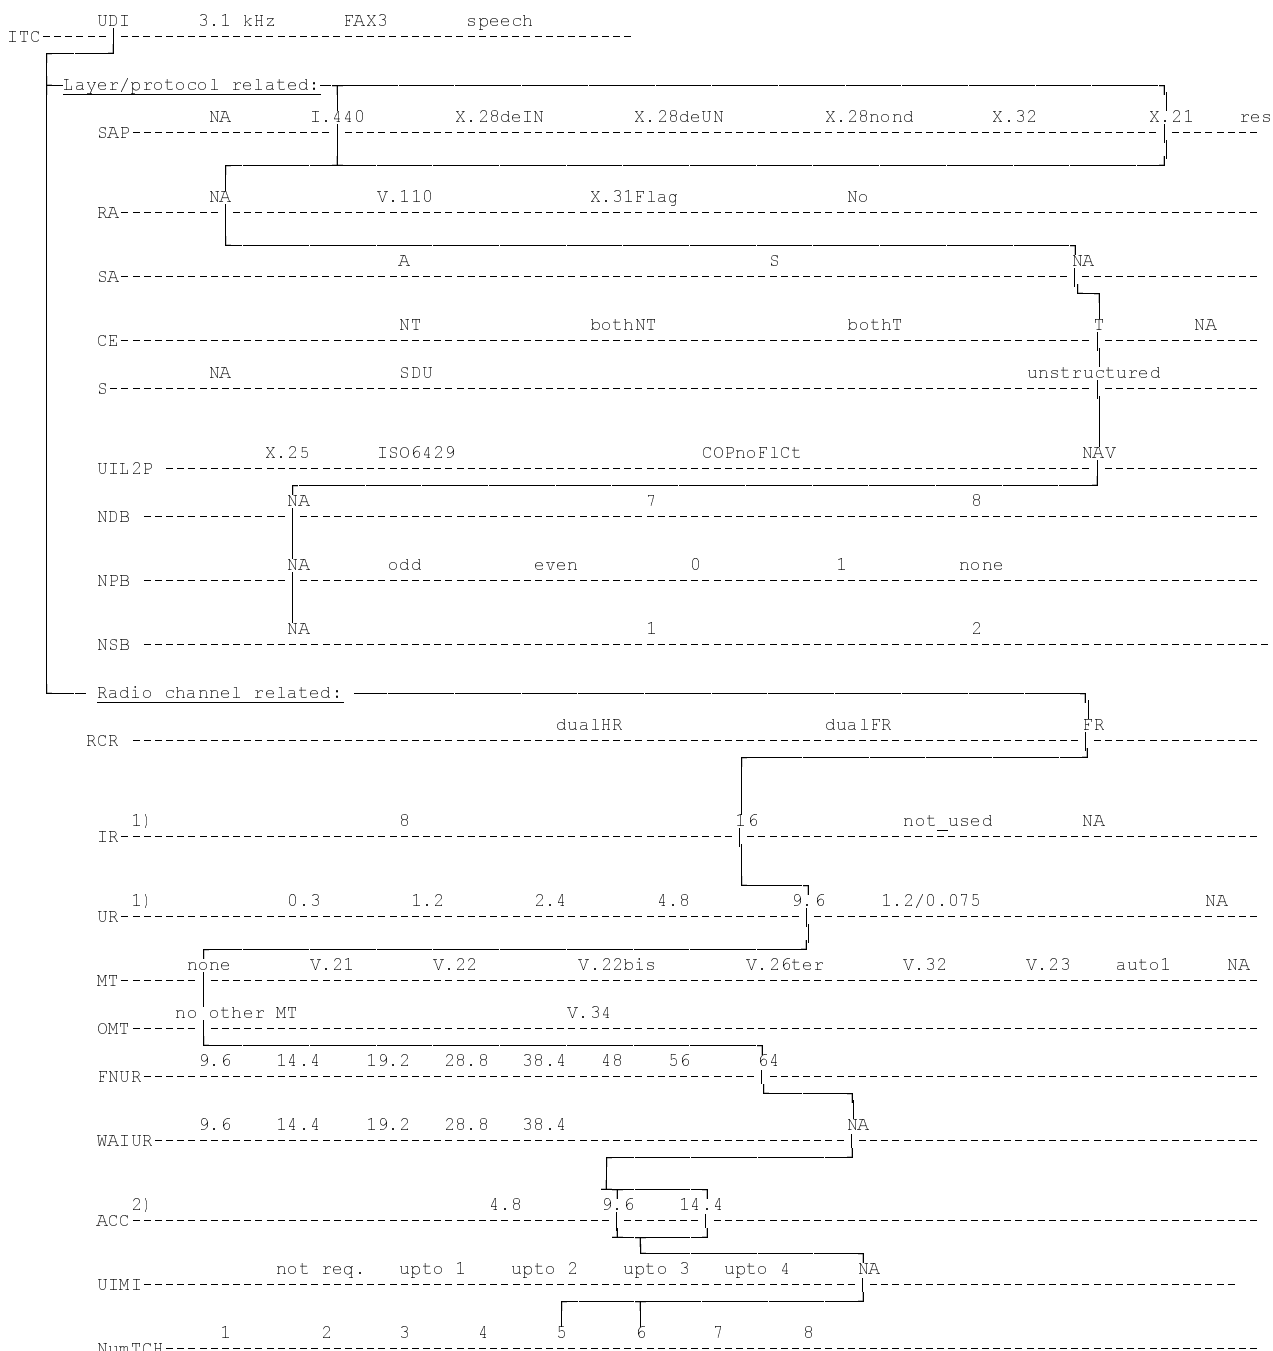 UDI 3.1 kHz FAX3 speech
ITC
Layer/protocol related:
NA I.440 X.28deIN X.28deUN X.28nond X.32 X.21 res
SAP
NA V.110 X.31Flag No
RA
A S NA
SA
NT bothNT bothT T NA
CE
NA SDU unstructured
S
X.25 ISO6429 COPnoFlCt NAV
UIL2P
NA 7 8
NDB
NA odd even 0 1 none
NPB
NA 1 2
NSB
Radio channel related:
dualHR dualFR FR
RCR
1) 8 16 not_used NA
IR
1) 0.3 1.2 2.4 4.8 9.6 1.2/0.075 NA
UR
none V.21 V.22 V.22bis V.26ter V.32 V.23 auto1 NA
MT
no other MT V.34
OMT
9.6 14.4 19.2 28.8 38.4 48 56 64
FNUR
9.6 14.4 19.2 28.8 38.4 NA
WAIUR
2) 4.8 9.6 14.4
ACC
not req. upto 1 upto 2 upto 3 upto 4 NA
UIMI
1 2 3 4 5 6 7 8
NumTCH